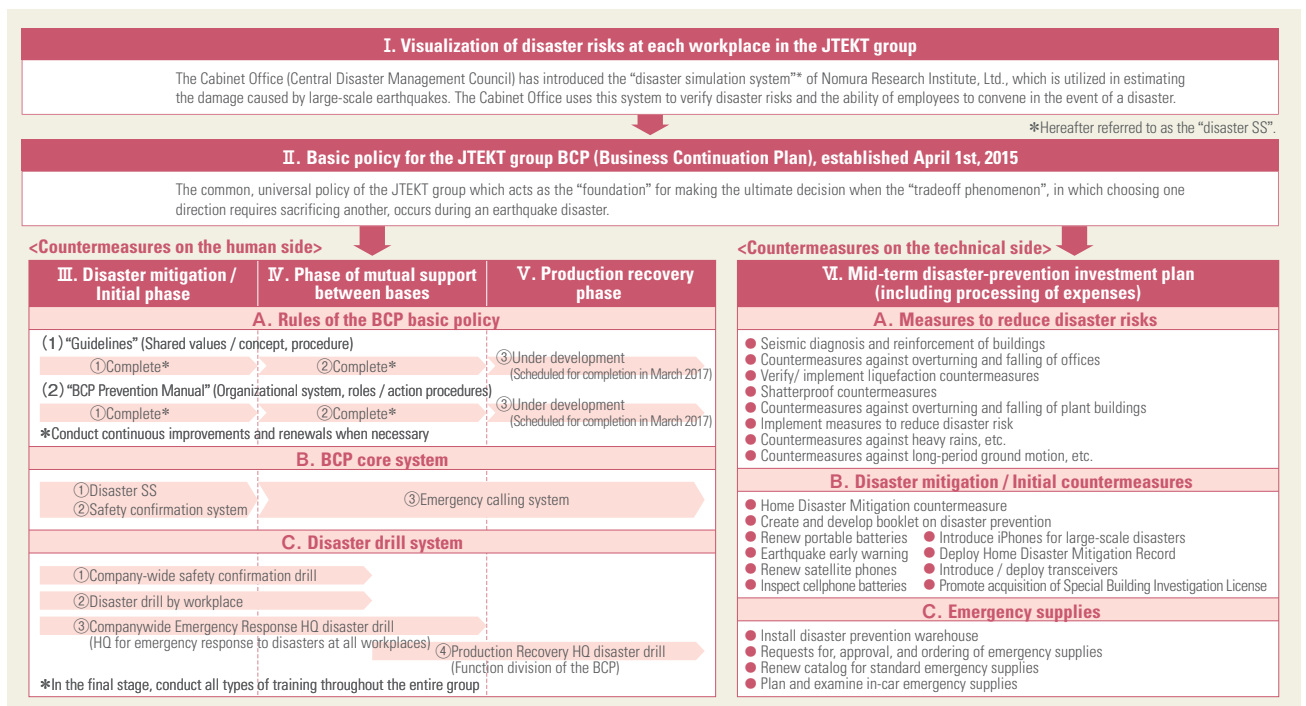 Ⅰ. Visualization of disaster risks at each workplace in the JTEKT group
The Cabinet Office (Central Disaster Management Council) has introduced the “disaster simulation system”* of Nomura Research Institute, Ltd., which is utilized in estimating
the damage caused by large-scale earthquakes. The Cabinet Office uses this system to verify disaster risks and the ability of employees to convene in the event of a disaster.
*Hereafter referred to as the “disaster SS”.
Ⅱ. Basic policy for the JTEKT group BCP (Business Continuation Plan), established April 1st, 2015
The common, universal policy of the JTEKT group which acts as the “foundation” for making the ultimate decision when the “tradeoff phenomenon”, in which choosing one
direction requires sacrificing another, occurs during an earthquake disaster.
<Countermeasures on the human side>
Ⅲ. Disaster mitigation /
Initial phase
Ⅳ. Phase of mutual support
between bases
Ⅴ. Production recovery
phase
A. Rules of the BCP basic policy
(1) “Guidelines” (Shared values / concept, procedure)
①Complete*
②Complete*
③Under development
(Scheduled for completion in March 2017)
(2) “BCP Prevention Manual” (Organizational system, roles / action procedures)
①Complete*
②Complete*
③Under development
(Scheduled for completion in March 2017)
*Conduct continuous improvements and renewals when necessary
B. BCP core system
①Disaster SS
②Safety confirmation system
③Emergency calling system
C. Disaster drill system
①Company-wide safety confirmation drill
②Disaster drill by workplace
③Companywide Emergency Response HQ disaster drill
(HQ for emergency response to disasters at all workplaces)
④Production Recovery HQ disaster drill
(Function division of the BCP)
*In the final stage, conduct all types of training throughout the entire group
<Countermeasures on the technical side>
Ⅵ. Mid-term disaster-prevention investment plan
(including processing of expenses)
A. Measures to reduce disaster risks
● Seismic diagnosis and reinforcement of buildings
● Countermeasures against overturning and falling of offices
● Verify/ implement liquefaction countermeasures
● Shatterproof countermeasures
● Countermeasures against overturning and falling of plant buildings
● Implement measures to reduce disaster risk
● Countermeasures against heavy rains, etc.
● Countermeasures against long-period ground motion, etc.
B. Disaster mitigation / Initial countermeasures
● Home Disaster Mitigation countermeasure
● Create and develop booklet on disaster prevention
● Renew portable batteries ● Introduce iPhones for large-scale disasters
● Earthquake early warning ● Deploy Home Disaster Mitigation Record
● Renew satellite phones ● Introduce / deploy transceivers
● Inspect cellphone batteries ● Promote acquisition of Special Building Investigation License
C. Emergency supplies
● Install disaster prevention warehouse
● Requests for, approval, and ordering of emergency supplies
● Renew catalog for standard emergency supplies
● Plan and examine in-car emergency supplies